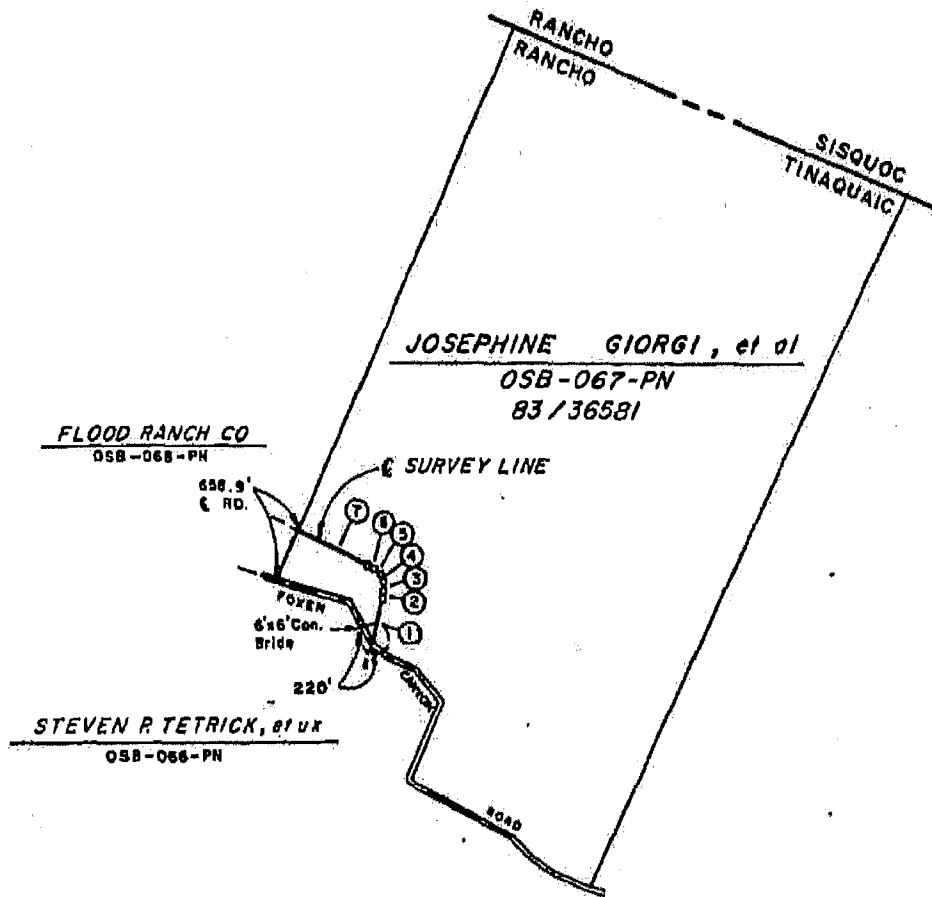 RANCHO
RANCHO
SISQUOC
TINAQUAIC
JOSEPHINE GIORGI, et al
OSB-067-PN
83/36581
FLOOD RANCH CO
OSB-068-PN
℄ SURVEY LINE
658.9'
℄ RD.
7
6
5
4
3
2
1
FOXEN
6'x6' Con.
Bride
CANYON
220'
STEVEN P. TETRICK, et ux
OSB-066-PN
ROAD